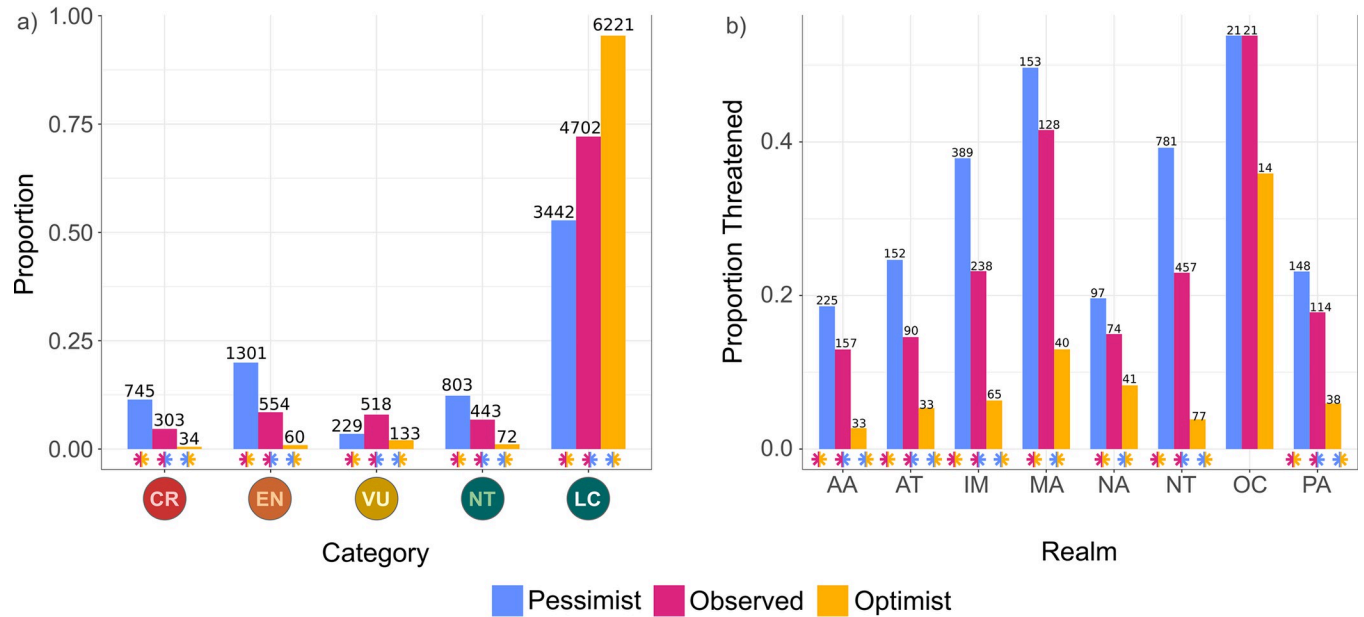 a)
1.00
0.75
0.50
0.25
0.00
Proportion
745
303
34
1301
554
60
229
518
133
803
443
72
3442
4702
6221
CR
EN
VU
NT
LC
Category
b)
0.4
0.2
0.0
Proportion Threatened
225
157
33
152
90
33
389
238
65
153
128
40
97
74
41
781
457
77
21
21
14
148
114
38
AA
AT
IM
MA
NA
NT
OC
PA
Realm
Pessimist
Observed
Optimist